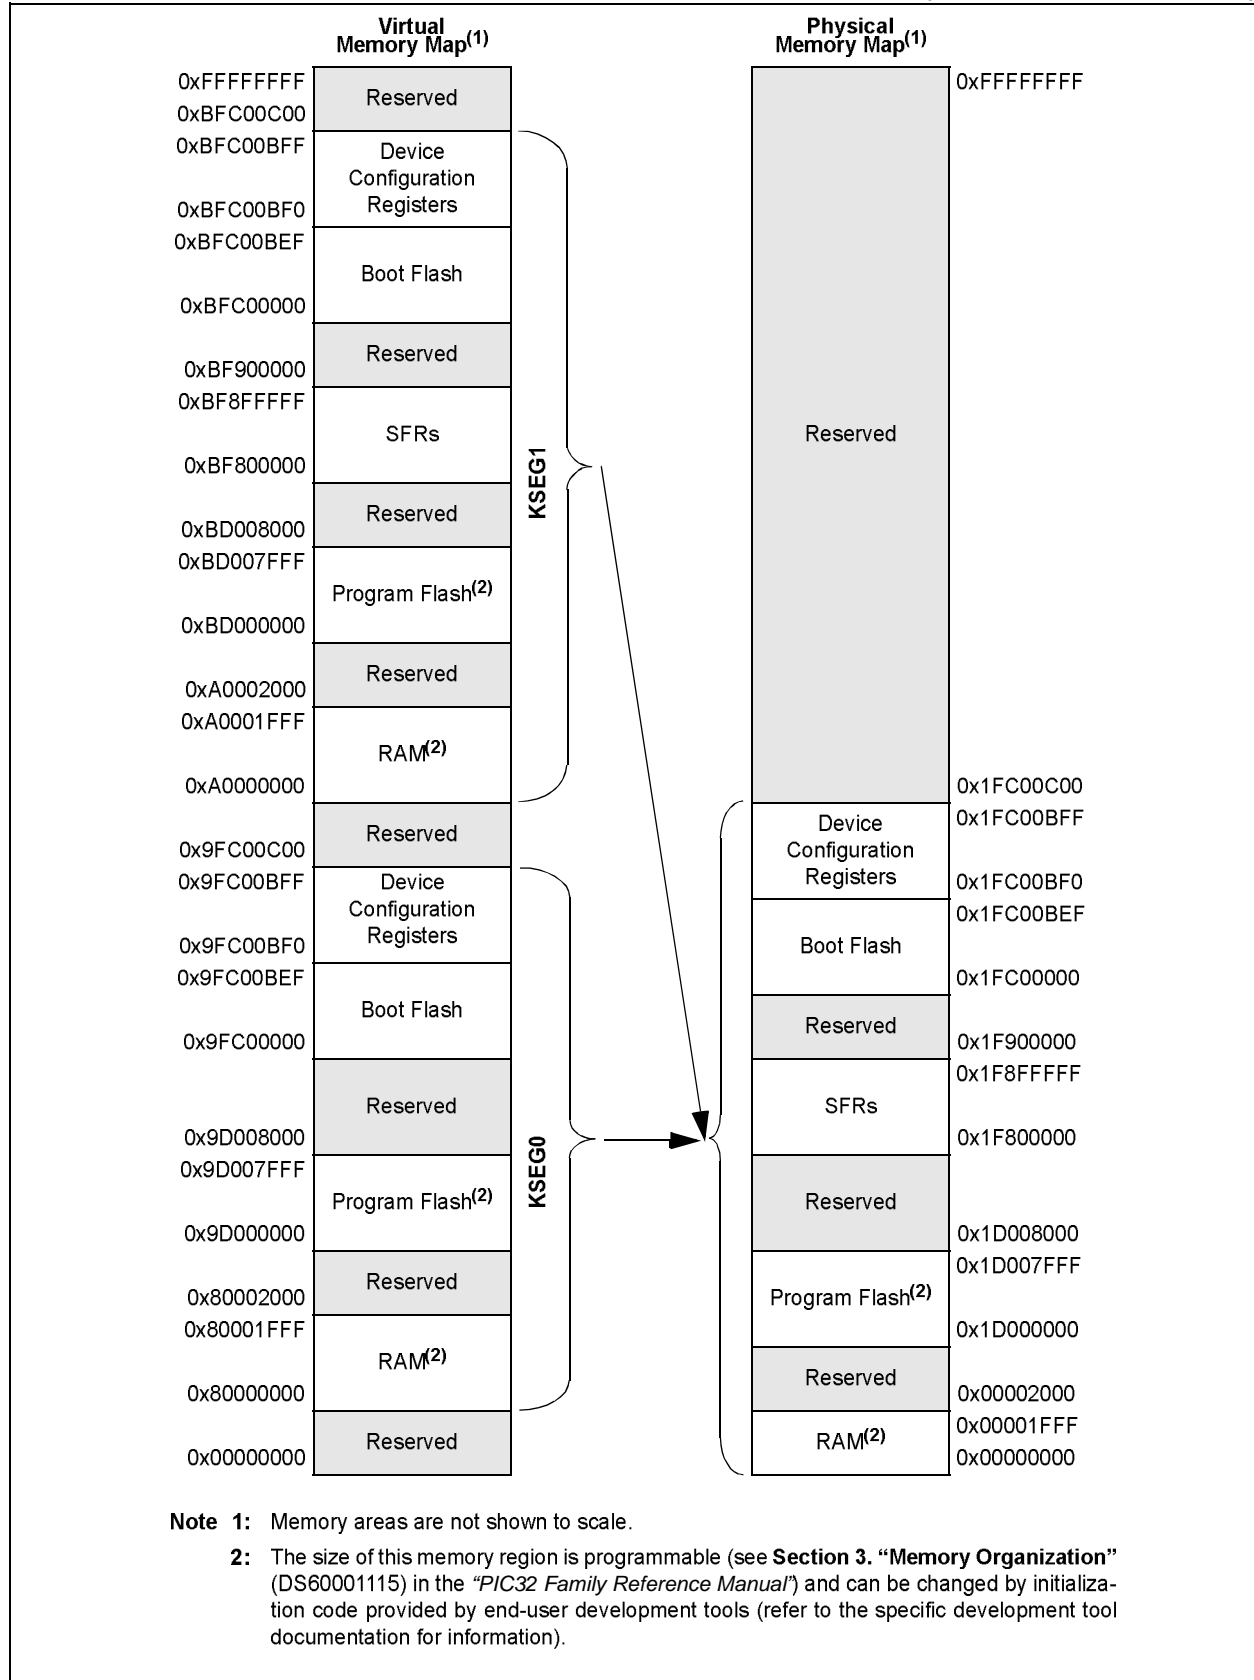 Virtual
Memory Map(1)
Physical
Memory Map(1)
0xFFFFFFFF
Reserved
0xBFC00C00
0xBFC00BFF
Device
Configuration
Registers
0xBFC00BF0
0xBFC00BEF
Boot Flash
0xBFC00000
Reserved
0xBF900000
0xBF8FFFFF
SFRs
0xBF800000
Reserved
0xBD008000
0xBD007FFF
Program Flash(2)
0xBD000000
Reserved
0xA0002000
0xA0001FFF
RAM(2)
0xA0000000
KSEG1
Reserved
0x9FC00C00
0x9FC00BFF
Device
Configuration
Registers
0x9FC00BF0
0x9FC00BEF
Boot Flash
0x9FC00000
Reserved
0x9D008000
0x9D007FFF
Program Flash(2)
0x9D000000
Reserved
0x80002000
0x80001FFF
RAM(2)
0x80000000
KSEG0
Reserved
0x00000000
0xFFFFFFFF
Reserved
0x1FC00C00
0x1FC00BFF
Device
Configuration
Registers
0x1FC00BF0
0x1FC00BEF
Boot Flash
0x1FC00000
Reserved
0x1F900000
0x1F8FFFFF
SFRs
0x1F800000
Reserved
0x1D008000
0x1D007FFF
Program Flash(2)
0x1D000000
Reserved
0x00002000
0x00001FFF
RAM(2)
0x00000000
Note 1: Memory areas are not shown to scale.
2: The size of this memory region is programmable (see Section 3. “Memory Organization”
(DS60001115) in the “PIC32 Family Reference Manual”) and can be changed by initializa-
tion code provided by end-user development tools (refer to the specific development tool
documentation for information).